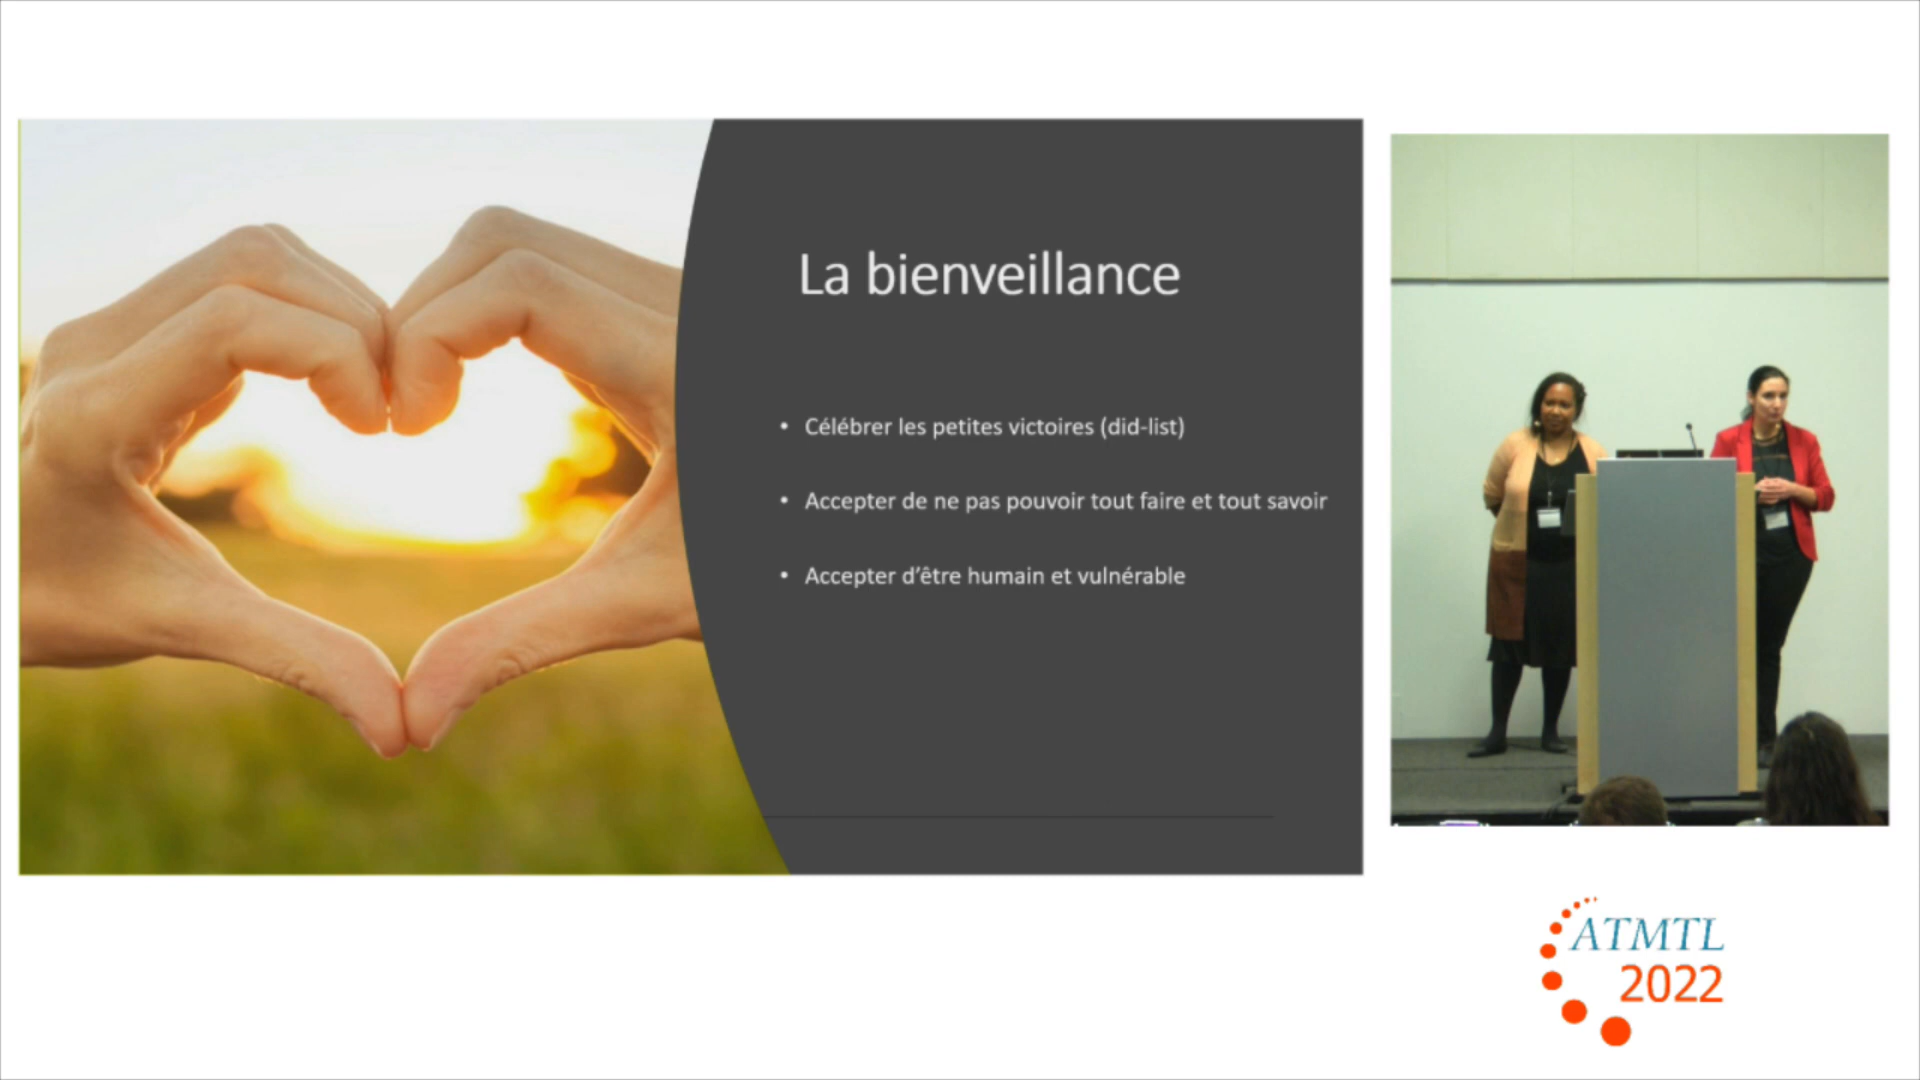 La bienveillance
• Célébrer les petites victoires (did-list)
• Accepter de ne pas pouvoir tout faire et tout savoir
• Accepter d’être humain et vulnérable
ATMTL
2022